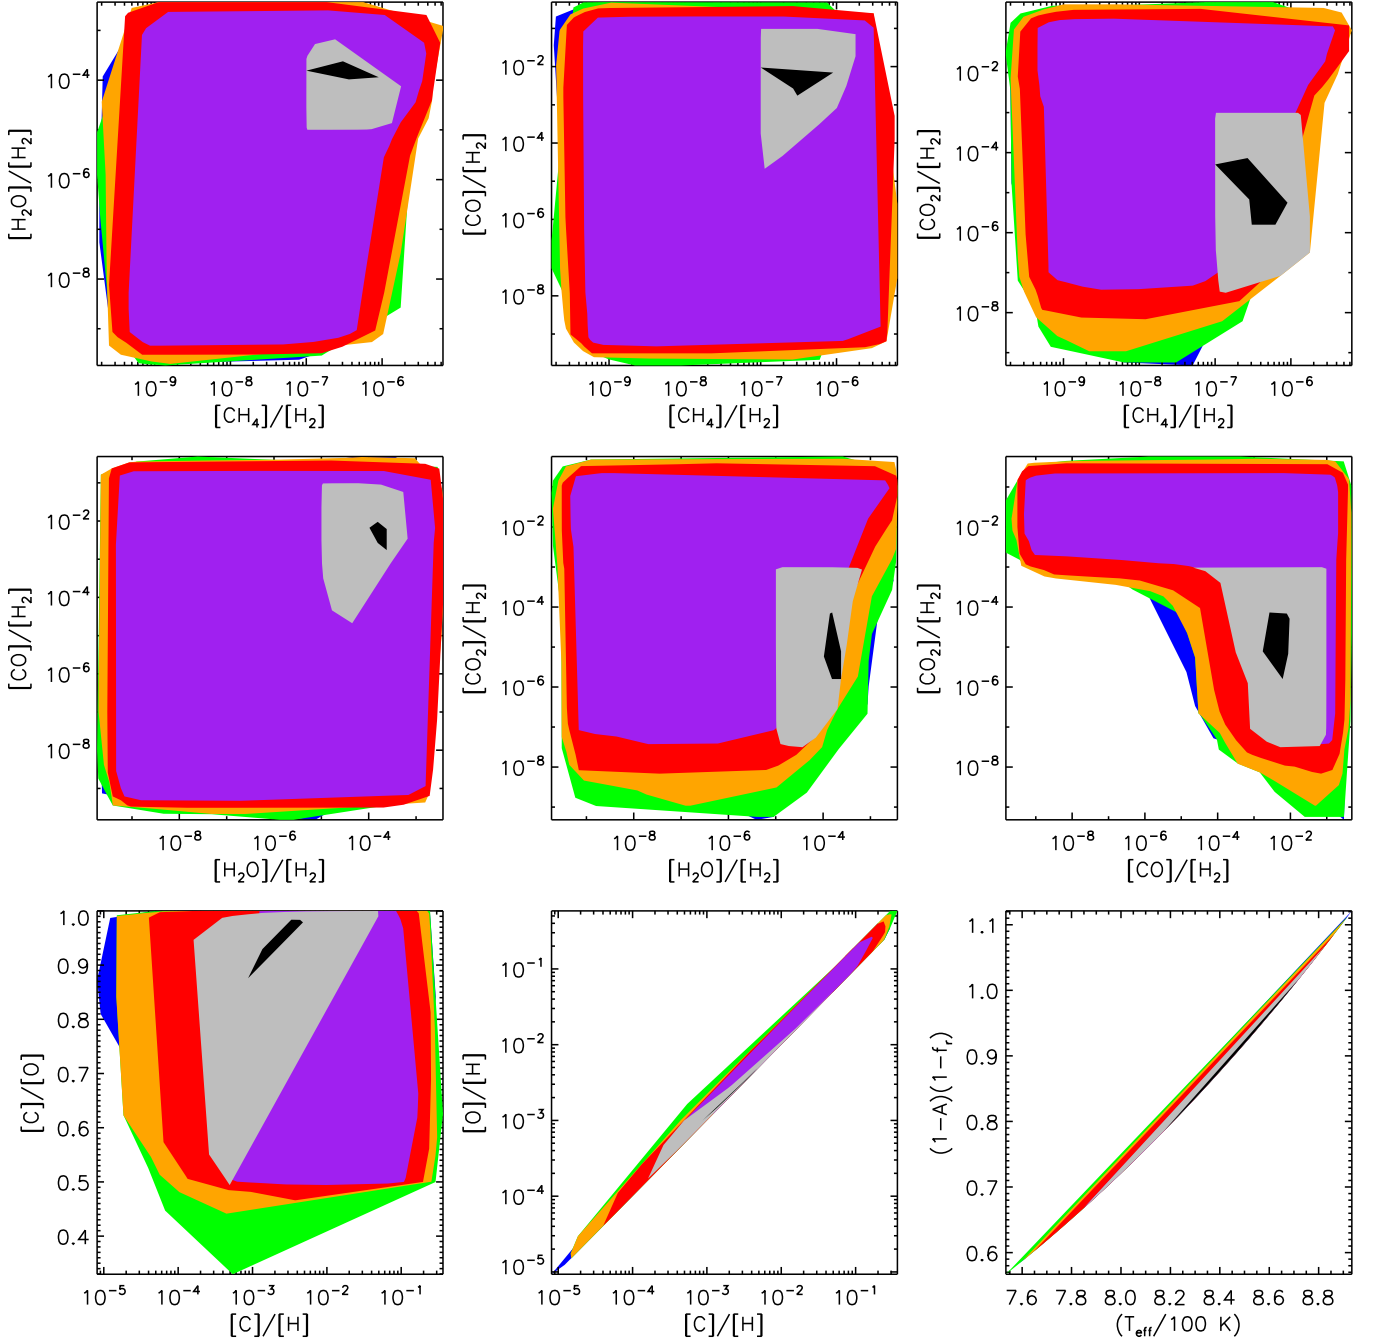 10⁻⁴
10⁻⁶
10⁻⁸
[H₂O]/[H₂]
10⁻⁹ 10⁻⁸ 10⁻⁷ 10⁻⁶
[CH₄]/[H₂]
10⁻²
10⁻⁴
10⁻⁶
10⁻⁸
[CO]/[H₂]
10⁻⁹ 10⁻⁸ 10⁻⁷ 10⁻⁶
[CH₄]/[H₂]
10⁻²
10⁻⁴
10⁻⁶
10⁻⁸
[CO₂]/[H₂]
10⁻⁹ 10⁻⁸ 10⁻⁷ 10⁻⁶
[CH₄]/[H₂]
10⁻²
10⁻⁴
10⁻⁶
10⁻⁸
[CO]/[H₂]
10⁻⁸ 10⁻⁶ 10⁻⁴
[H₂O]/[H₂]
10⁻²
10⁻⁴
10⁻⁶
10⁻⁸
[CO₂]/[H₂]
10⁻⁸ 10⁻⁶ 10⁻⁴
[H₂O]/[H₂]
10⁻²
10⁻⁴
10⁻⁶
10⁻⁸
[CO₂]/[H₂]
10⁻⁸ 10⁻⁶ 10⁻⁴ 10⁻²
[CO]/[H₂]
1.0
0.9
0.8
0.7
0.6
0.5
0.4
[C]/[O]
10⁻⁵ 10⁻⁴ 10⁻³ 10⁻² 10⁻¹
[C]/[H]
10⁻¹
10⁻²
10⁻³
10⁻⁴
10⁻⁵
[O]/[H]
10⁻⁵ 10⁻⁴ 10⁻³ 10⁻² 10⁻¹
[C]/[H]
1.1
1.0
0.9
0.8
0.7
0.6
(1-A)(1-fᵣ)
7.6 7.8 8.0 8.2 8.4 8.6 8.8
(T_eff/100 K)